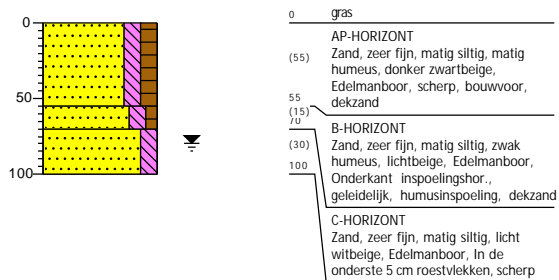 0
50
100
0 gras
(55)
AP-HORIZONT
Zand, zeer fijn, matig siltig, matig
humeus, donker zwartbeige,
Edelmanboor, scherp, bouwvoor,
dekzand
55
(15)
70
B-HORIZONT
Zand, zeer fijn, matig siltig, zwak
humeus, lichtbeige, Edelmanboor,
Onderkant inspoelingshor.,
geleidelijk, humusinspoeling, dekzand
(30)
100
C-HORIZONT
Zand, zeer fijn, matig siltig, licht
witbeige, Edelmanboor, In de
onderste 5 cm roestvlekken, scherp